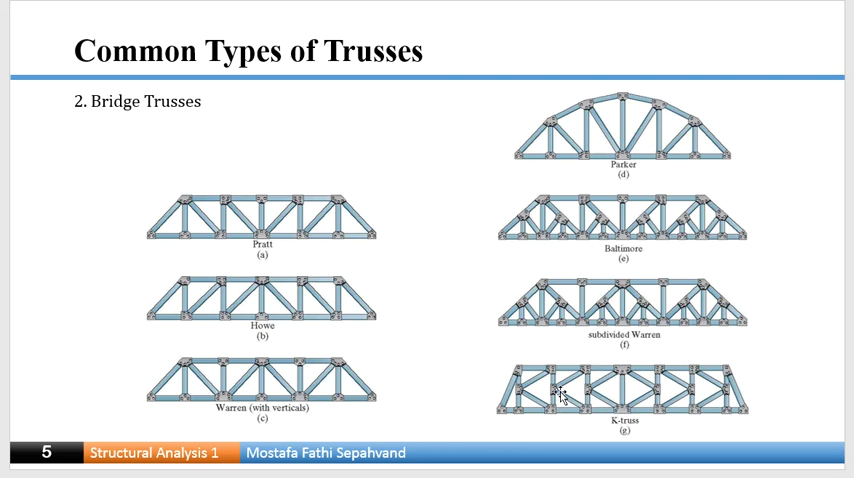 Common Types of Trusses
2. Bridge Trusses
Pratt
(a)
Howe
(b)
Warren (with verticals)
(c)
Parker
(d)
Baltimore
(e)
subdivided Warren
(f)
K-truss
(g)
5
Structural Analysis 1
Mostafa Fathi Sepahvand